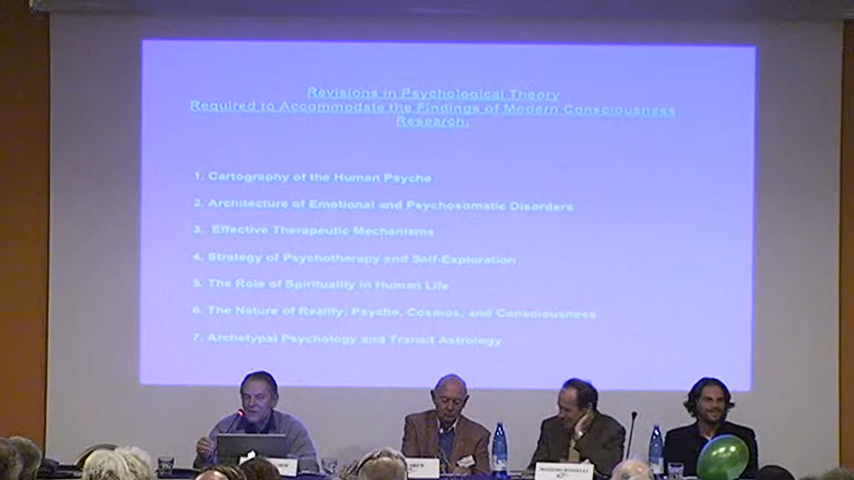 Revisions in Psychological Theory
Required to Accommodate the Findings of Modern Consciousness
Research:
1. Cartography of the Human Psyche
2. Architecture of Emotional and Psychosomatic Disorders
3. Effective Therapeutic Mechanisms
4. Strategy of Psychotherapy and Self-Exploration
5. The Role of Spirituality in Human Life
6. The Nature of Reality: Psyche, Cosmos, and Consciousness
7. Archetypal Psychology and Transit Astrology
MASSIMO ROSSELLI